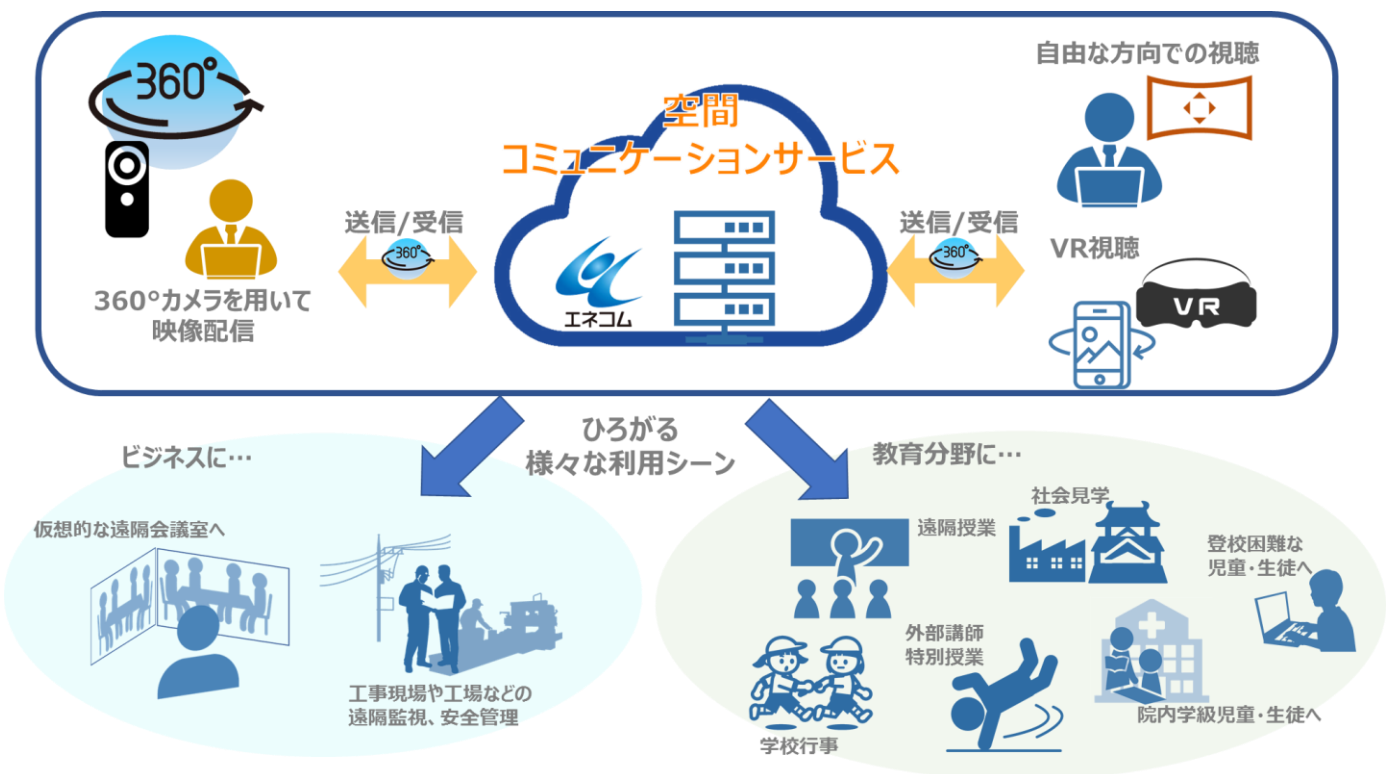 360°
360°カメラを用いて
映像配信
送信/受信
360°
空間
コミュニケーションサービス
エネコム
送信/受信
360°
自由な方向での視聴
VR視聴
VR
ひろがる
様々な利用シーン
ビジネスに…
仮想的な遠隔会議室へ
工事現場や工場などの
遠隔監視、安全管理
教育分野に…
遠隔授業
社会見学
登校困難な
児童・生徒へ
学校行事
外部講師
特別授業
院内学級児童・生徒へ